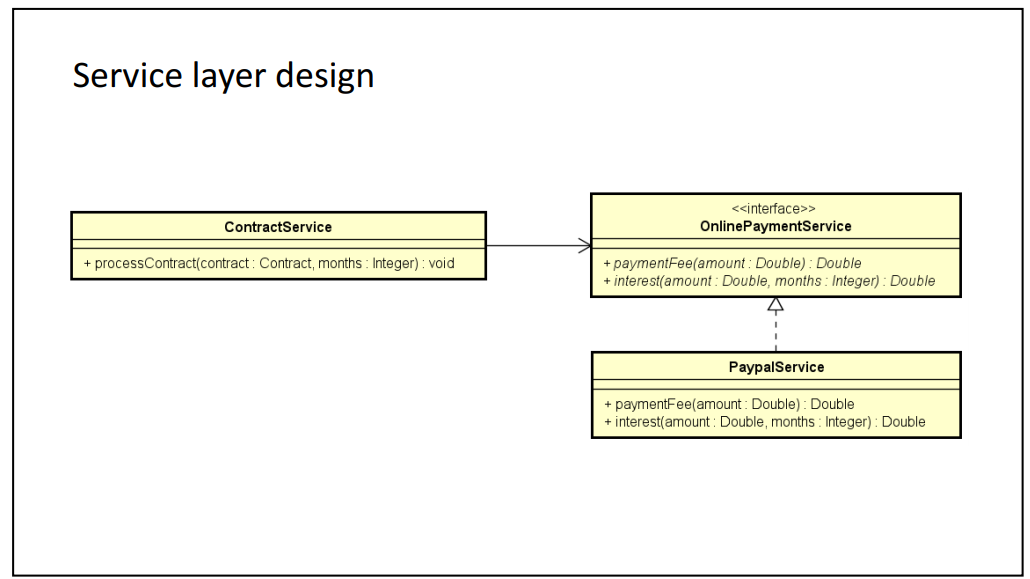 Service layer design
ContractService
+ processContract(contract : Contract, months : Integer) : void
<<interface>>
OnlinePaymentService
+ paymentFee(amount : Double) : Double
+ interest(amount : Double, months : Integer) : Double
PaypalService
+ paymentFee(amount : Double) : Double
+ interest(amount : Double, months : Integer) : Double